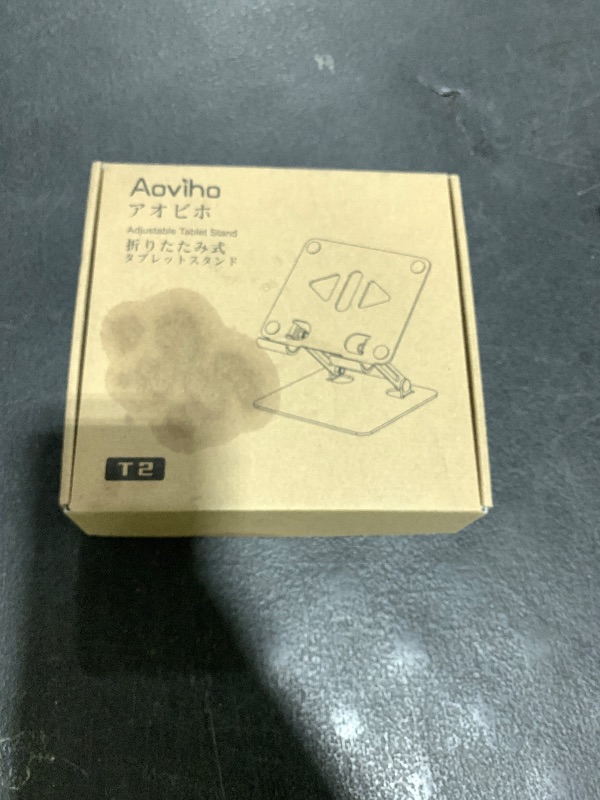 Aoviho
アオビホ
Adjustable Tablet Stand
折りたたみ式
タブレットスタンド
T2